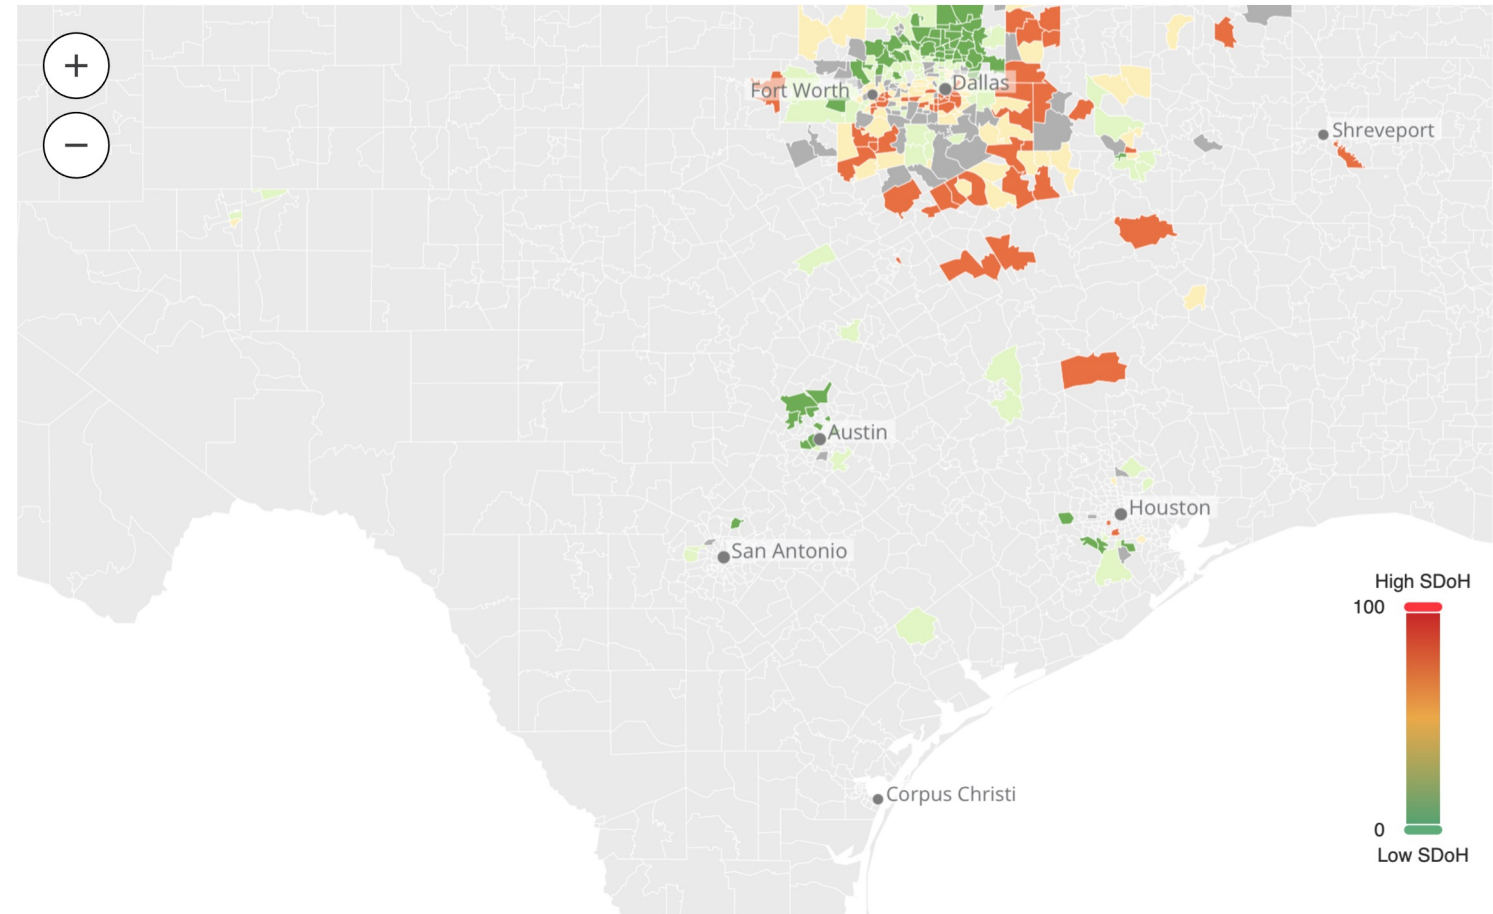 +
−
Fort Worth
Dallas
Shreveport
Austin
Houston
San Antonio
Corpus Christi
High SDoH
100
0
Low SDoH